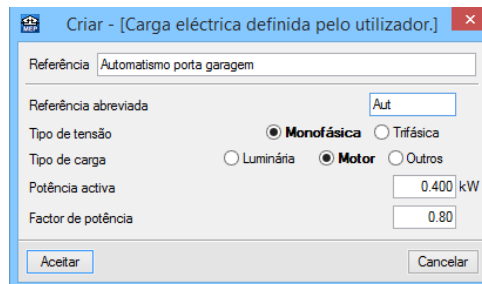 MEP Criar - [Carga eléctrica definida pelo utilizador.] ×
Referência Automatismo porta garagem
Referência abreviada Aut
Tipo de tensão Monofásica Trifásica
Tipo de carga Luminária Motor Outros
Potência activa 0.400 kW
Factor de potência 0.80
Aceitar Cancelar